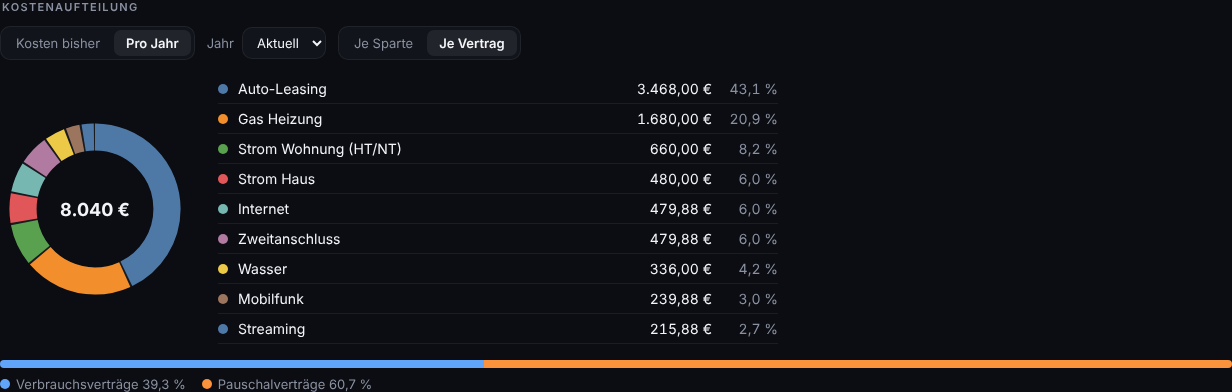 KOSTENAUFTEILUNG
Kosten bisher Pro Jahr Jahr Aktuell Je Sparte Je Vertrag
Auto-Leasing 3.468,00 € 43,1 %
Gas Heizung 1.680,00 € 20,9 %
Strom Wohnung (HT/NT) 660,00 € 8,2 %
Strom Haus 480,00 € 6,0 %
8.040 €
Internet 479,88 € 6,0 %
Zweitanschluss 479,88 € 6,0 %
Wasser 336,00 € 4,2 %
Mobilfunk 239,88 € 3,0 %
Streaming 215,88 € 2,7 %
Verbrauchsverträge 39,3 % Pauschalverträge 60,7 %